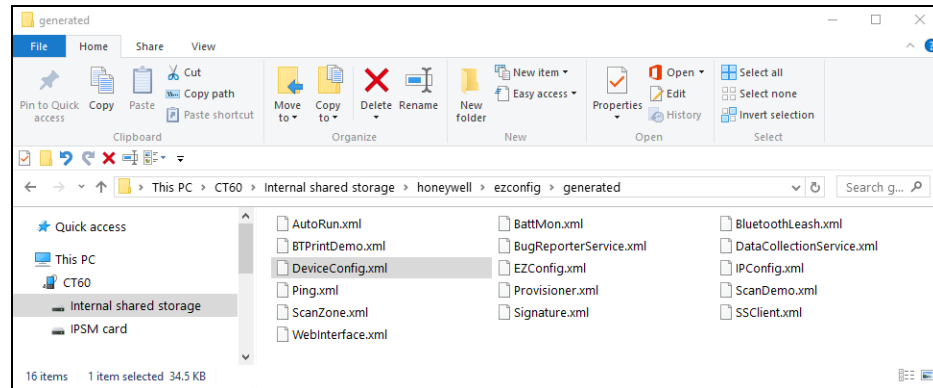 generated
File Home Share View
Pin to Quick access Copy Paste Cut Copy path Paste shortcut Move to Copy to Delete Rename New folder New item Easy access Properties Open Edit History Select all Select none Invert selection
Clipboard Organize New Open Select
This PC > CT60 > Internal shared storage > honeywell > ezconfig > generated Search g...
Quick access
This PC
CT60
Internal shared storage
IPSM card
AutoRun.xml BattMon.xml BluetoothLeash.xml
BTPrintDemo.xml BugReporterService.xml DataCollectionService.xml
DeviceConfig.xml EZConfig.xml IPConfig.xml
Ping.xml Provisioner.xml ScanDemo.xml
ScanZone.xml Signature.xml SSClient.xml
WebInterface.xml
16 items 1 item selected 34.5 KB